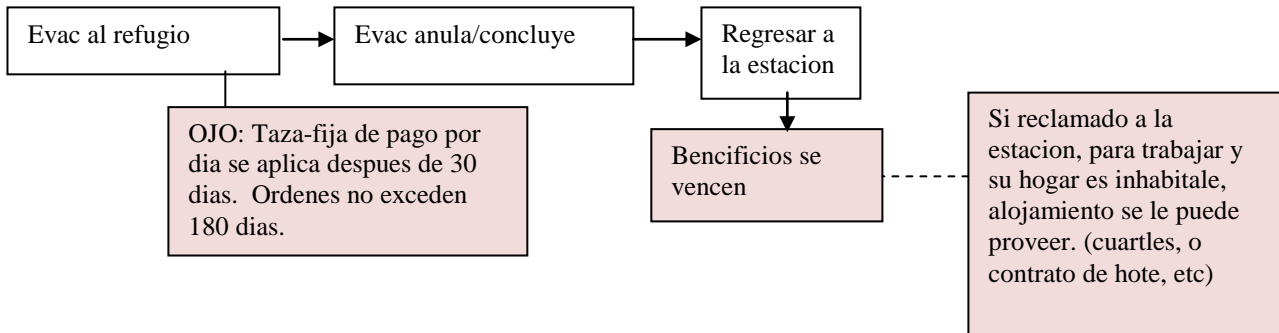 Evac al refugio
Evac anula/concluye
Regresar a
la estacion
OJO: Taza-fija de pago por
dia se aplica despues de 30
dias.  Ordenes no exceden
180 dias.
Bencificios se
vencen
Si reclamado a la
estacion, para trabajar y
su hogar es inhabitale,
alojamiento se le puede
proveer. (cuartles, o
contrato de hote, etc)